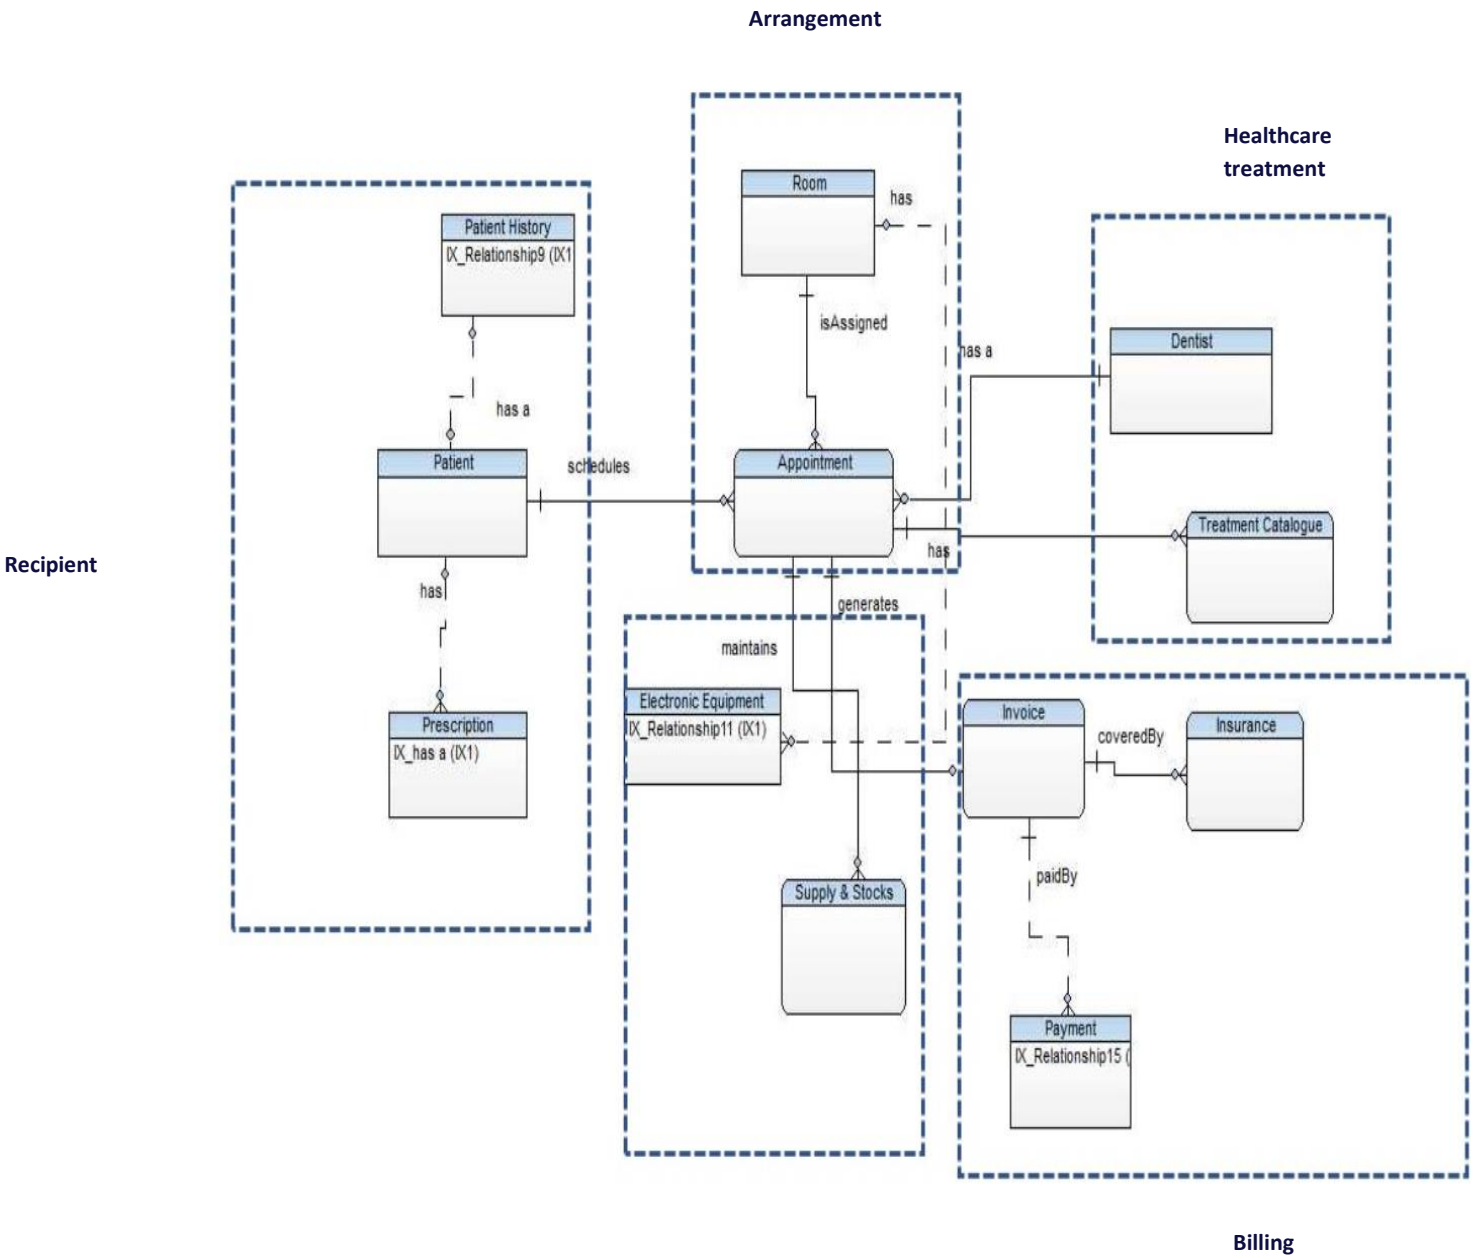 Arrangement
Healthcare
treatment
Room
has
Patient History
IX_Relationship9 (IX1
isAssigned
Dentist
has a
has a
Patient
schedules
Appointment
Treatment Catalogue
has
Recipient
has
generates
maintains
Electronic Equipment
IX_Relationship11 (IX1)
Invoice
Insurance
coveredBy
Prescription
IX_has a (IX1)
paidBy
Supply & Stocks
Payment
IX_Relationship15 (
Billing